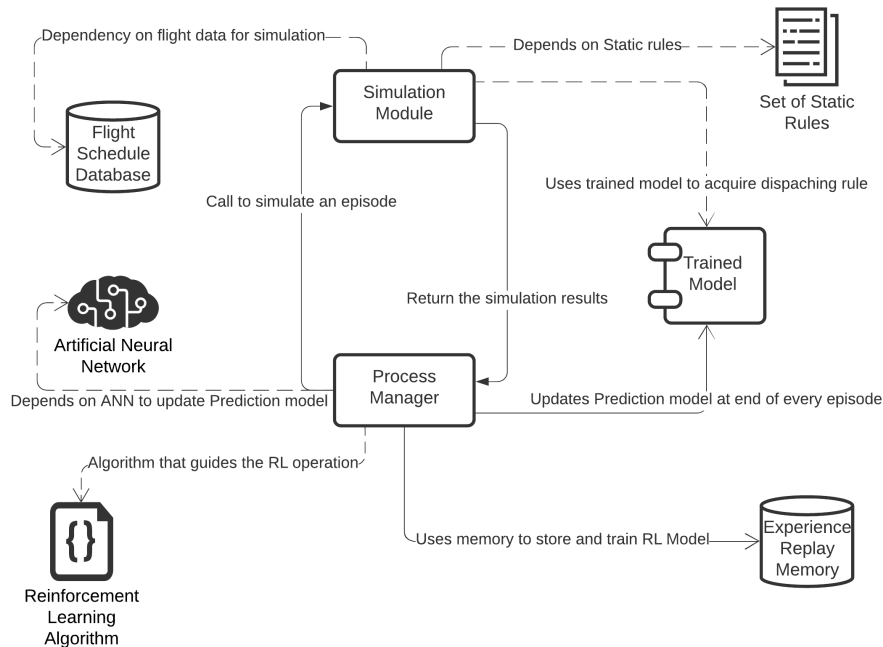 Dependency on flight data for simulation
Depends on Static rules
Simulation
Module
Set of Static
Rules
Flight
Schedule
Database
Uses trained model to acquire dispaching rule
Call to simulate an episode
Trained
Model
Return the simulation results
Artificial Neural
Network
Process
Manager
Depends on ANN to update Prediction model
Updates Prediction model at end of every episode
Algorithm that guides the RL operation
{}
Uses memory to store and train RL Model
Experience
Replay
Memory
Reinforcement
Learning
Algorithm